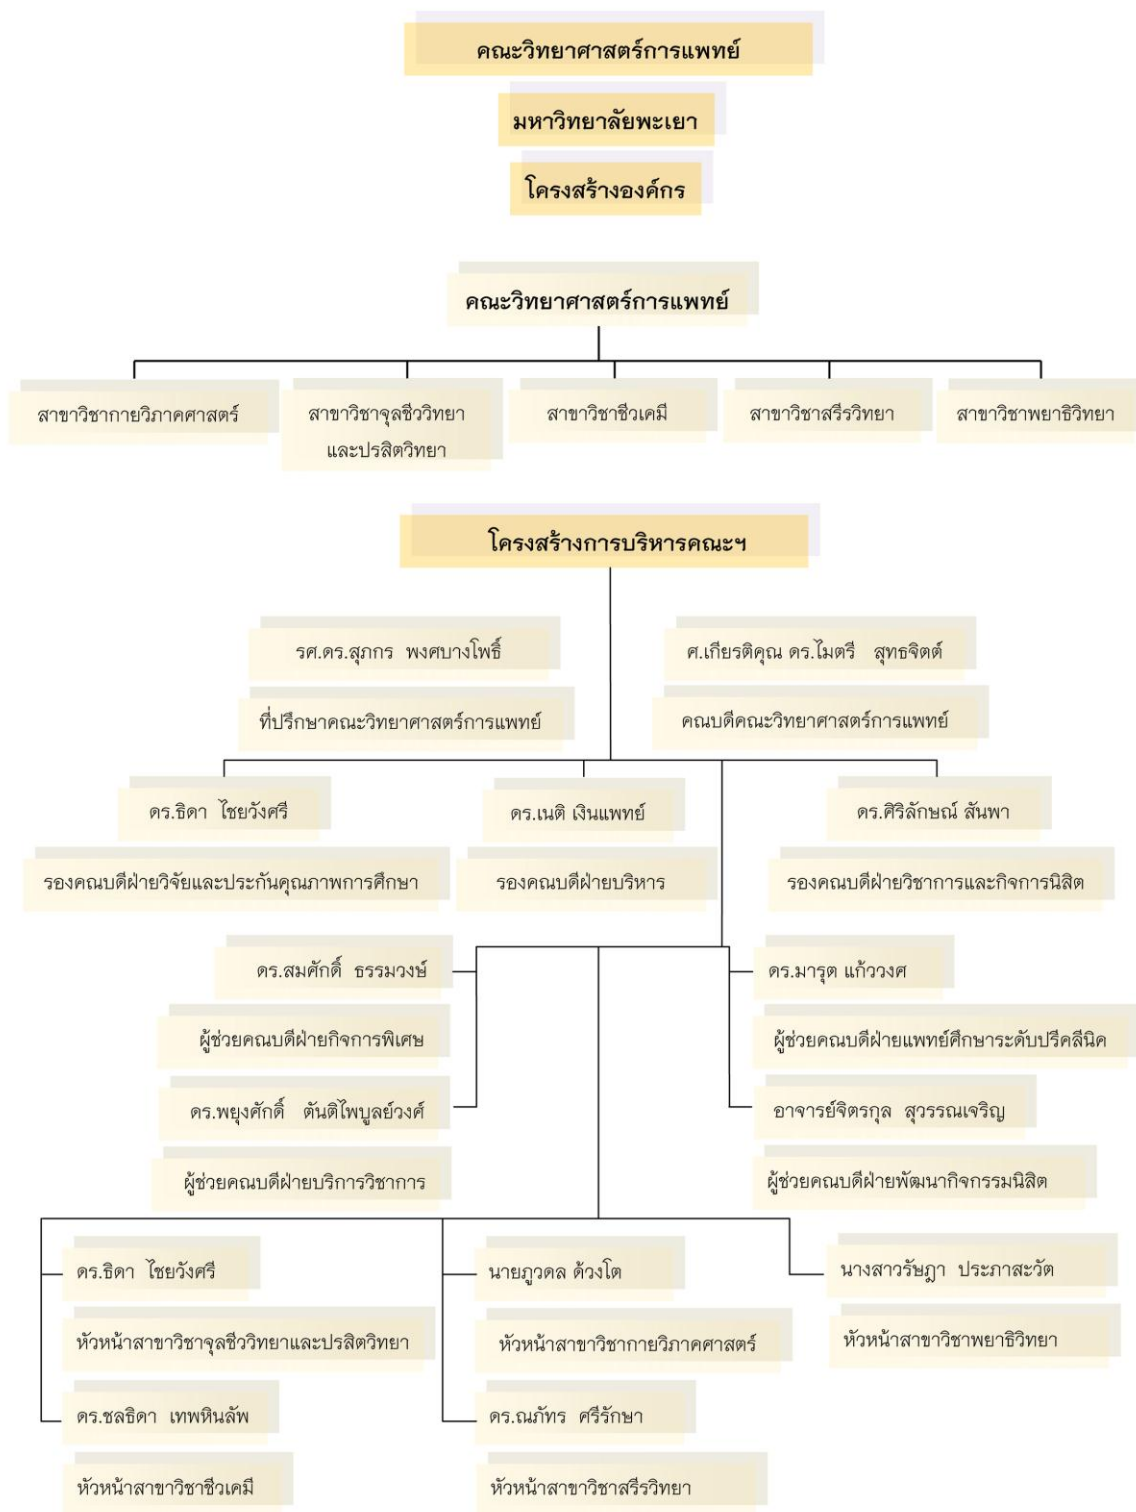 คณะวิทยาศาสตร์การแพทย์
มหาวิทยาลัยพะเยา
โครงสร้างองค์กร
คณะวิทยาศาสตร์การแพทย์
สาขาวิชากายวิภาคศาสตร์
สาขาวิชาจุลชีววิทยา
และปรสิตวิทยา
สาขาวิชาชีวเคมี
สาขาวิชาสรีรวิทยา
สาขาวิชาพยาธิวิทยา
โครงสร้างการบริหารคณะฯ
รศ.ดร.สุภกร พงศบางโพธิ์
ที่ปรึกษาคณะวิทยาศาสตร์การแพทย์
ศ.เกียรติคุณ ดร.ไมตรี สุทธจิตต์
คณบดีคณะวิทยาศาสตร์การแพทย์
ดร.ธิดา ไชยวังศรี
รองคณบดีฝ่ายวิจัยและประกันคุณภาพการศึกษา
ดร.เนติ เงินแพทย์
รองคณบดีฝ่ายบริหาร
ดร.ศิริลักษณ์ สันพา
รองคณบดีฝ่ายวิชาการและกิจการนิสิต
ดร.สมศักดิ์ ธรรมวงษ์
ผู้ช่วยคณบดีฝ่ายกิจการพิเศษ
ดร.มารุต แก้ววงศ
ผู้ช่วยคณบดีฝ่ายแพทย์ศึกษาระดับปรีคลีนิค
ดร.พยุงศักดิ์ ตันติไพบูลย์วงศ์
ผู้ช่วยคณบดีฝ่ายบริการวิชาการ
อาจารย์จิตรกุล สุวรรณเจริญ
ผู้ช่วยคณบดีฝ่ายพัฒนากิจกรรมนิสิต
ดร.ธิดา ไชยวังศรี
หัวหน้าสาขาวิชาจุลชีววิทยาและปรสิตวิทยา
นายภูวดล ด้วงโต
หัวหน้าสาขาวิชากายวิภาคศาสตร์
นางสาวรัษฎา ประภาสะวัต
หัวหน้าสาขาวิชาพยาธิวิทยา
ดร.ชลธิดา เทพหินลัพ
หัวหน้าสาขาวิชาชีวเคมี
ดร.ณภัทร ศรีรักษา
หัวหน้าสาขาวิชาสรีรวิทยา